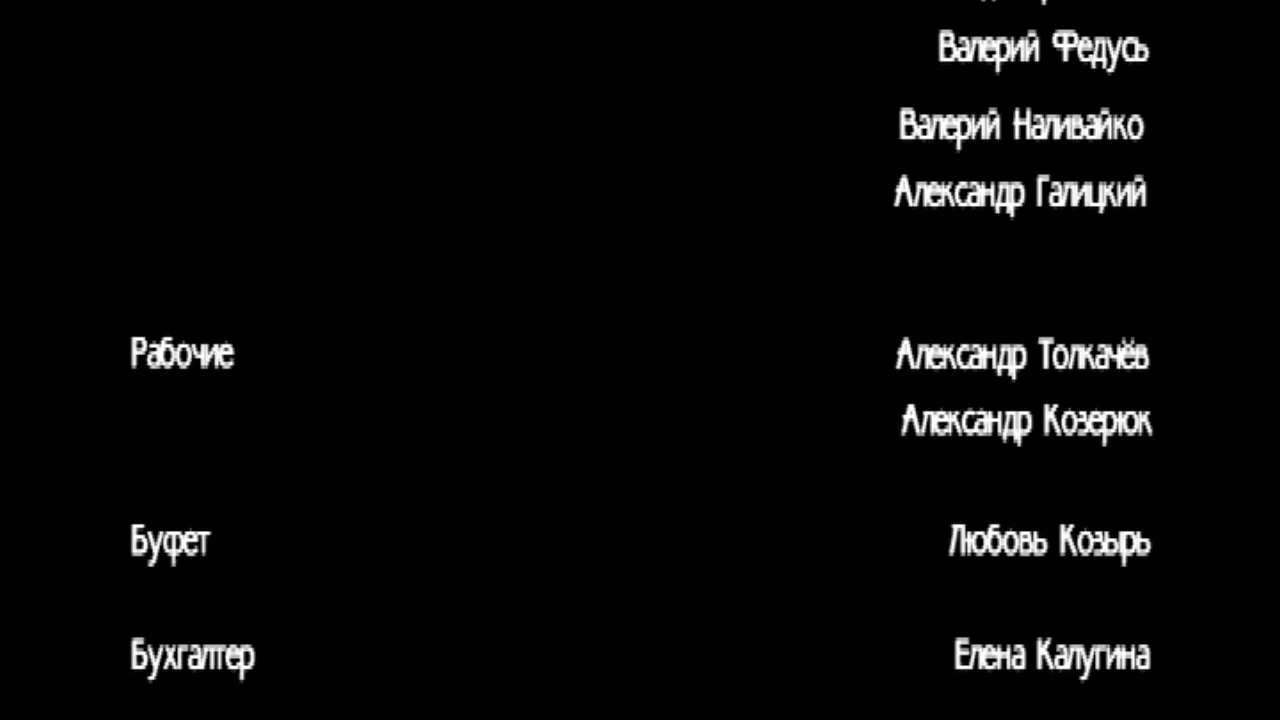 Валерий Федусь
Валерий Наливайко
Александр Галицкий
Рабочие Александр Толкачёв
Александр Козерюк
Буфет Любовь Козырь
Бухгалтер Елена Калугина